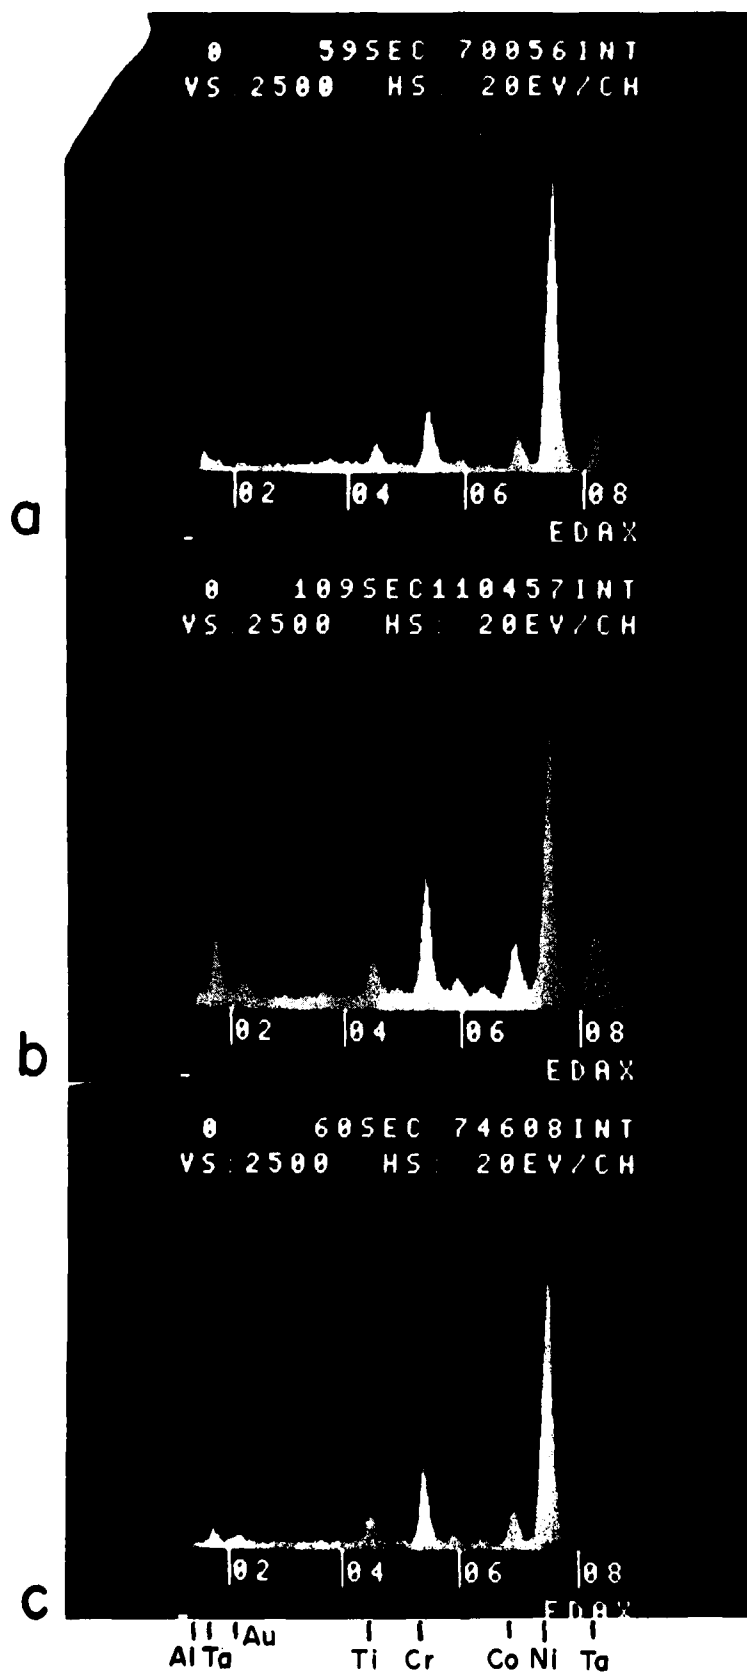 0 59SEC 70056INT
VS:2500 HS: 20EV/CH
02 04 06 08
a
EDAX
0 109SEC110457INT
VS:2500 HS: 20EV/CH
02 04 06 08
b
EDAX
0 60SEC 74608INT
VS:2500 HS: 20EV/CH
02 04 06 08
c
EDAX
Al Ta Au Ti Cr Co Ni Ta